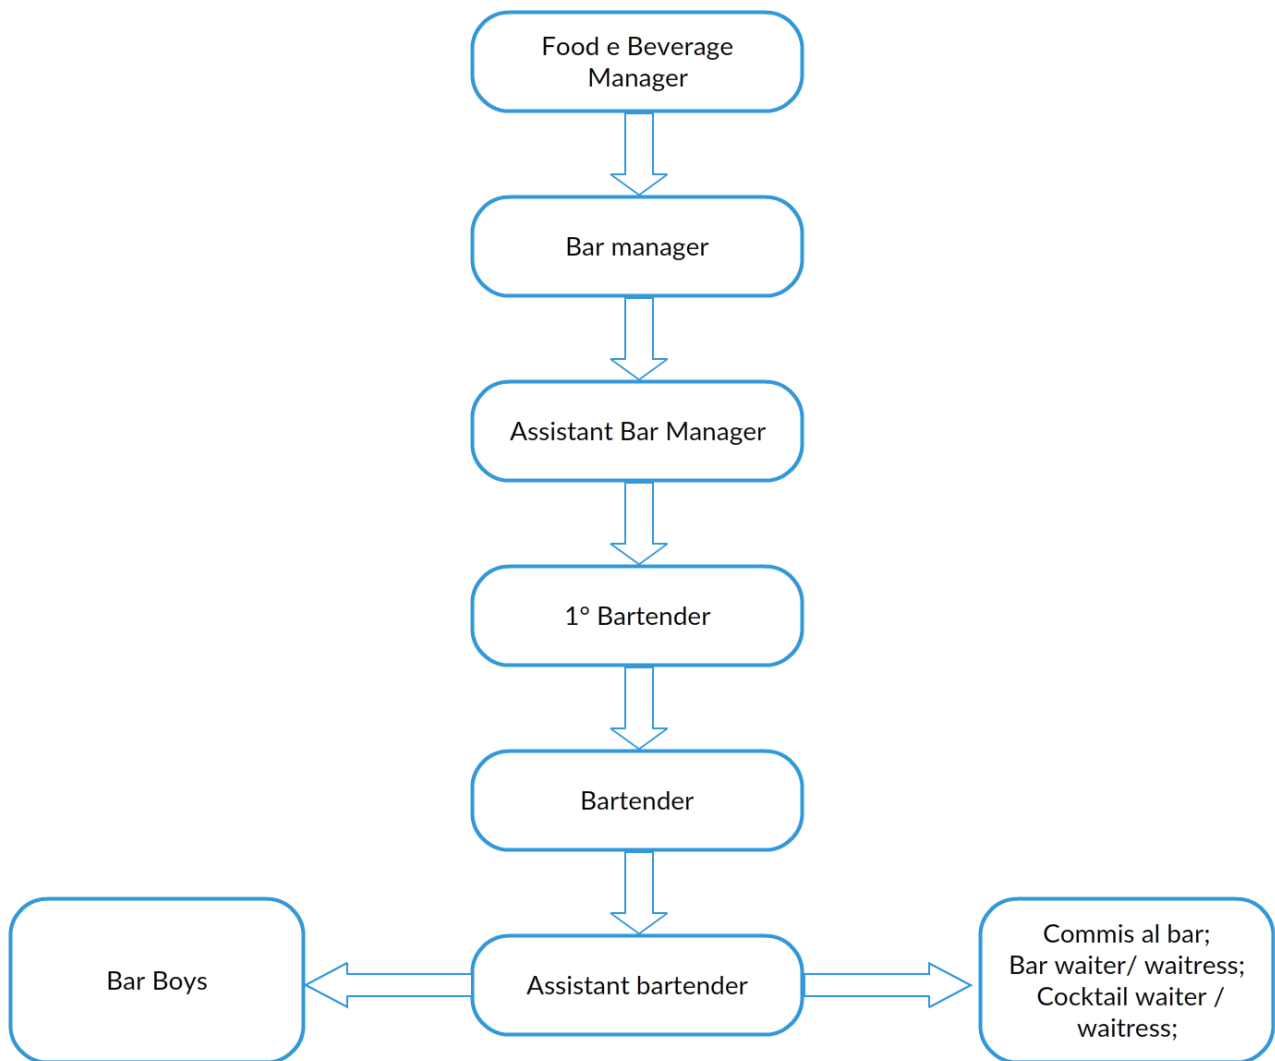 Food e Beverage
Manager
Bar manager
Assistant Bar Manager
1° Bartender
Bartender
Bar Boys
Assistant bartender
Commis al bar;
Bar waiter/ waitress;
Cocktail waiter /
waitress;